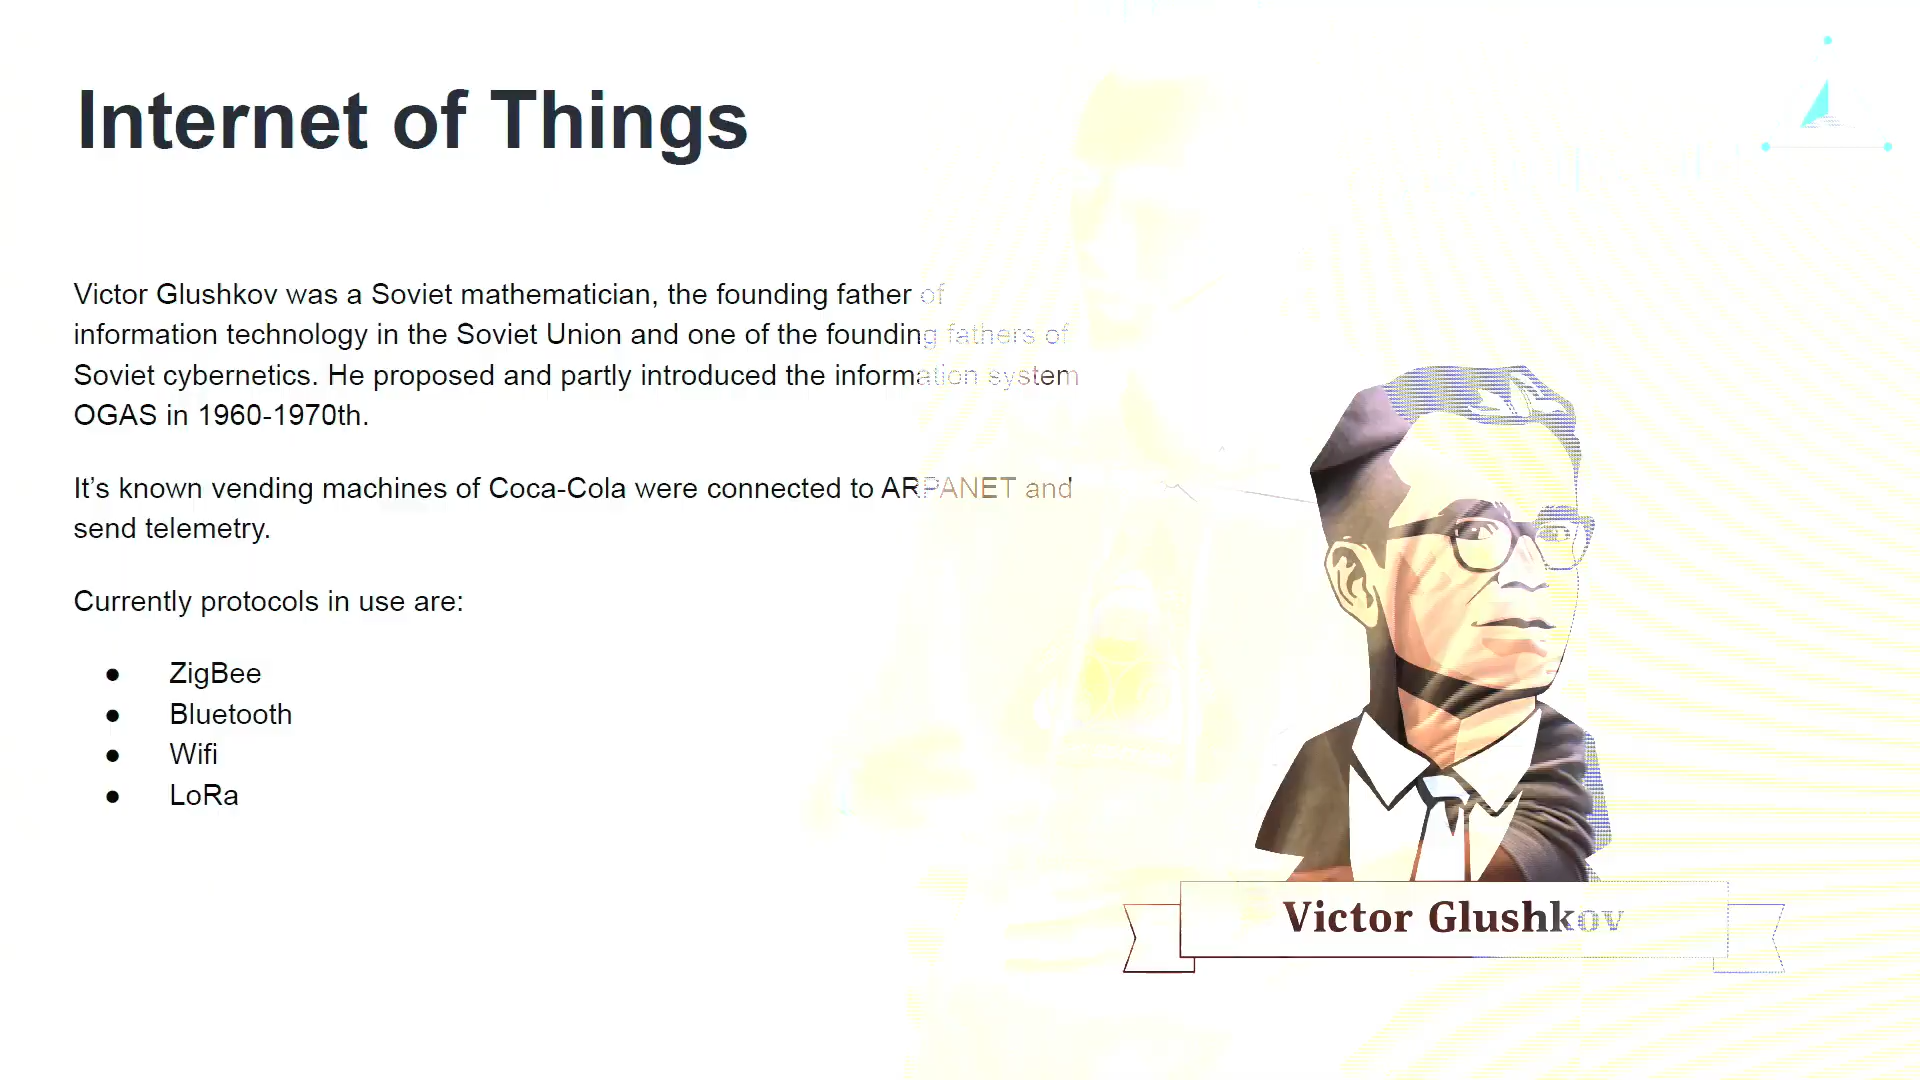 Internet of Things
Victor Glushkov was a Soviet mathematician, the founding father of
information technology in the Soviet Union and one of the founding fathers of
Soviet cybernetics. He proposed and partly introduced the information system
OGAS in 1960-1970th.
It’s known vending machines of Coca-Cola were connected to ARPANET and
send telemetry.
Currently protocols in use are:
● ZigBee
● Bluetooth
● Wifi
● LoRa
Victor Glushkov